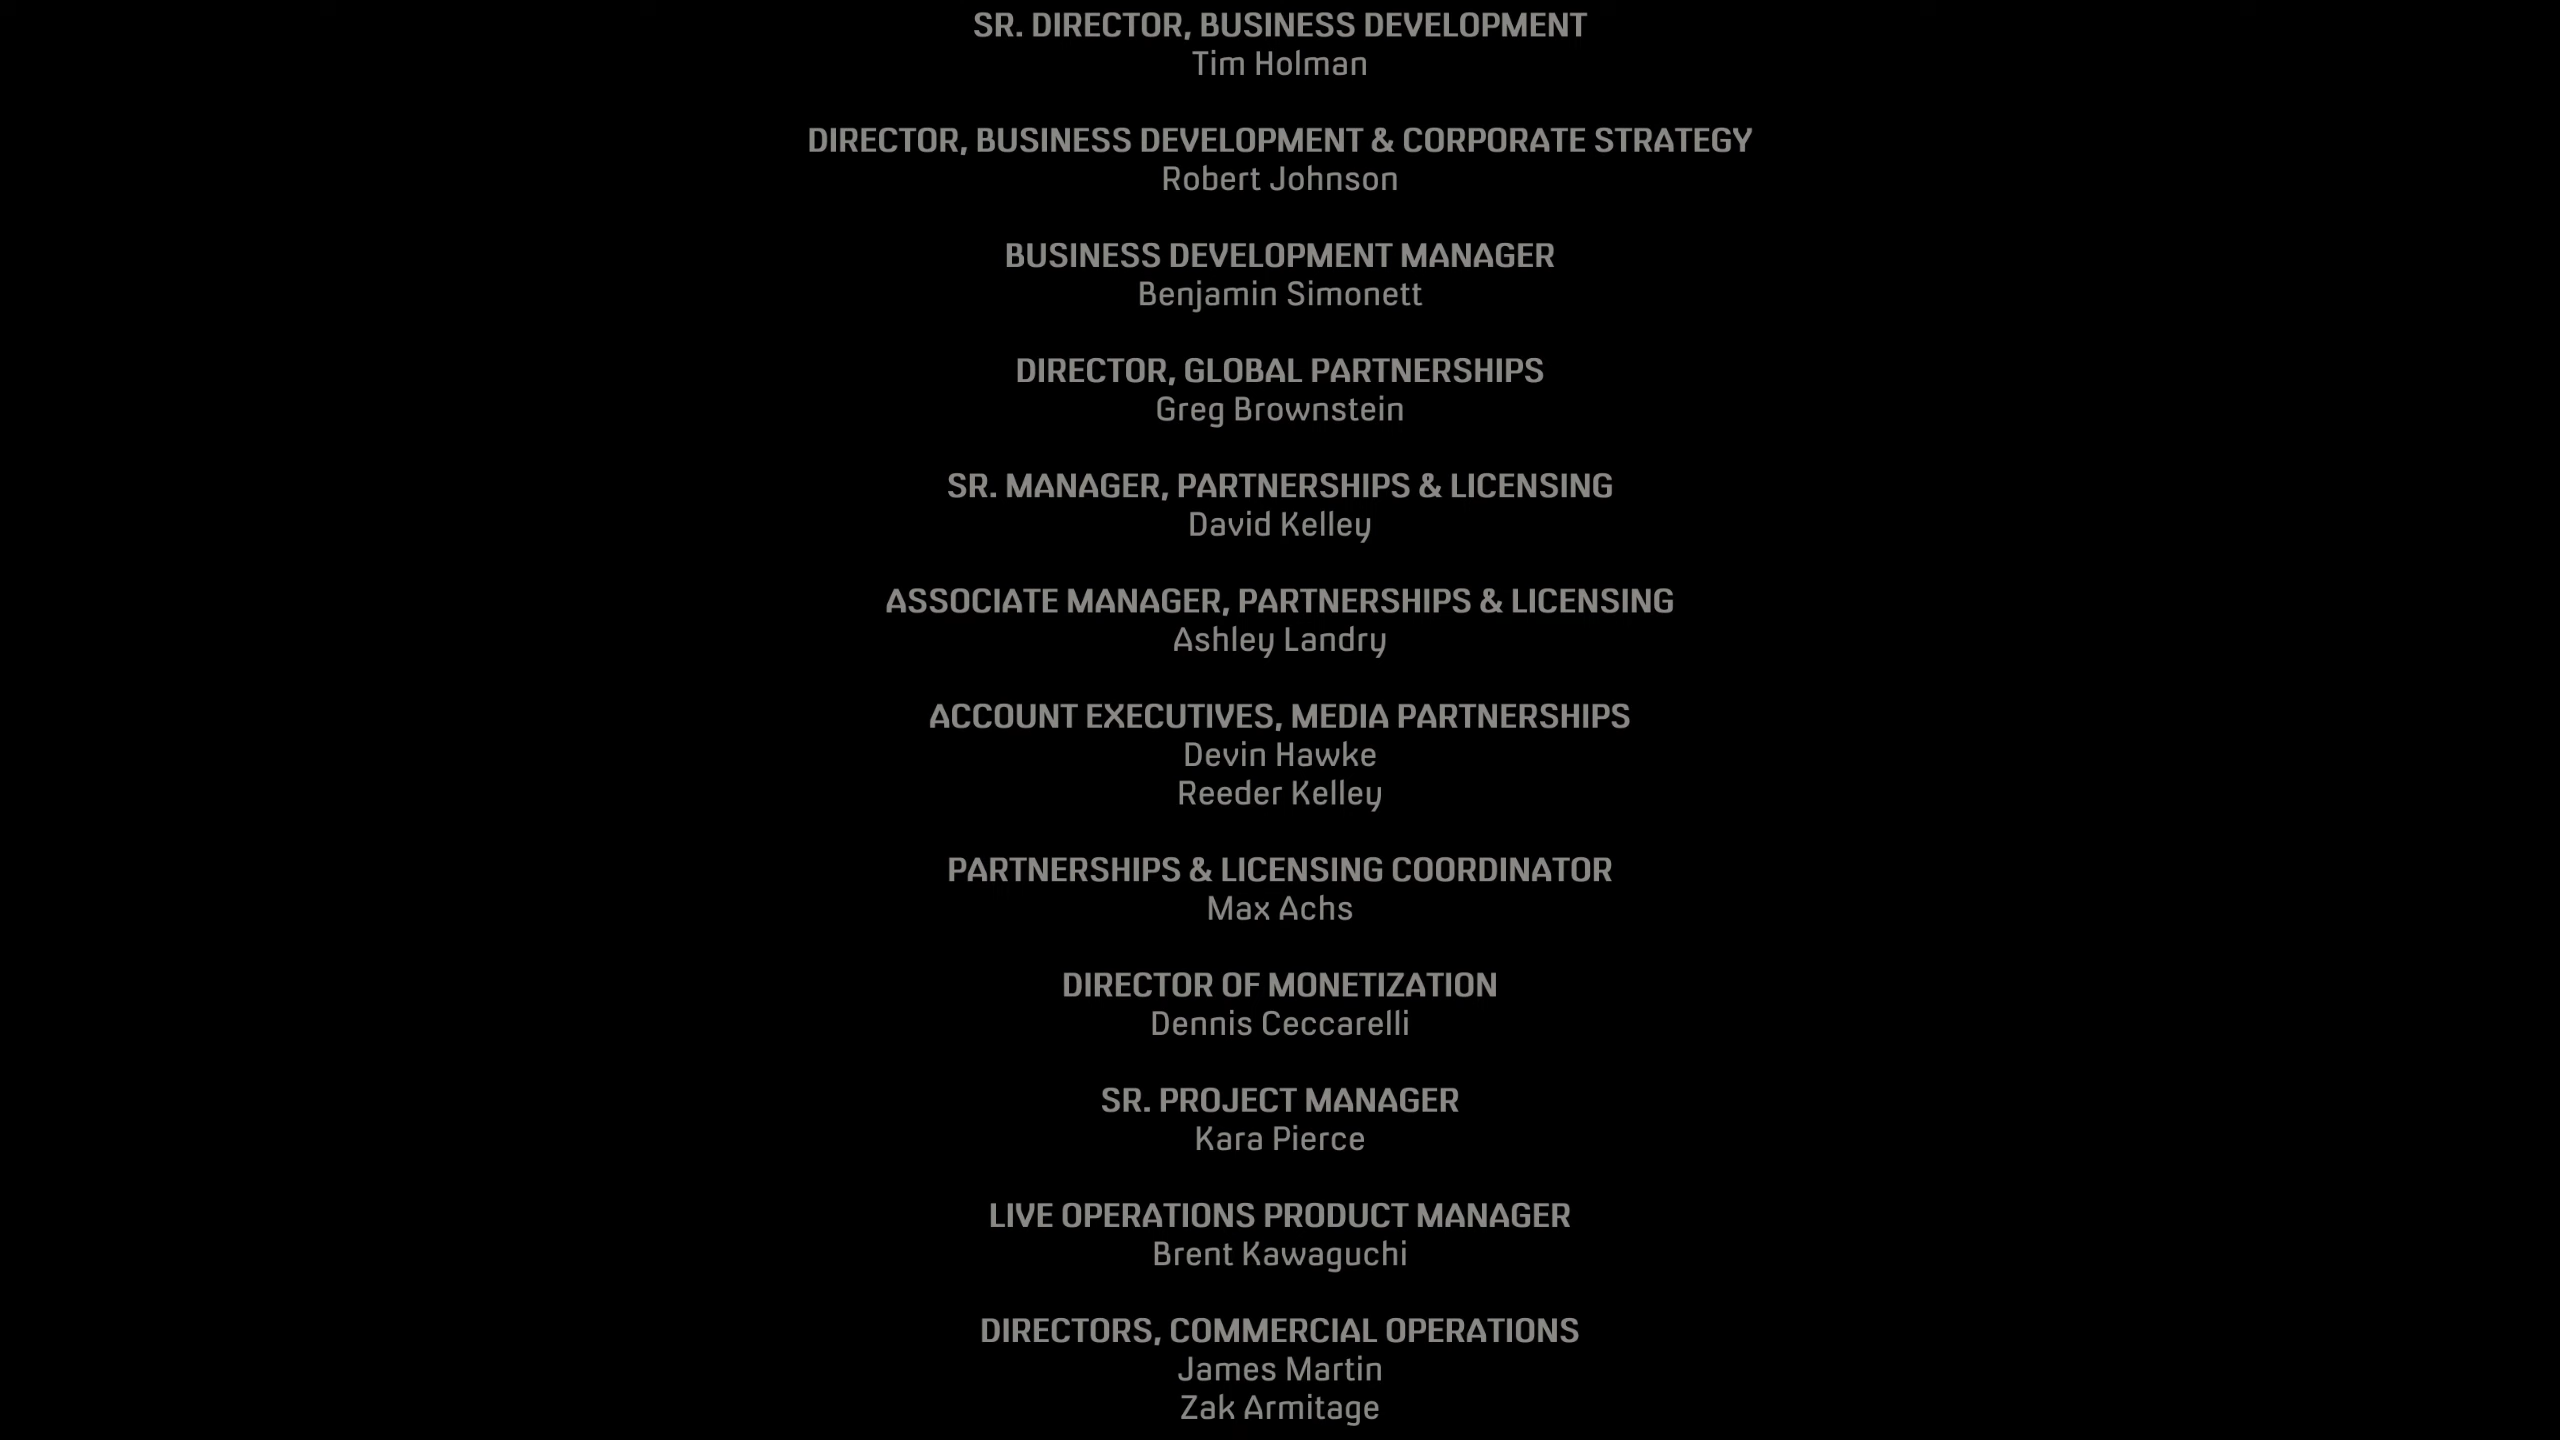 SR. DIRECTOR, BUSINESS DEVELOPMENT
Tim Holman
DIRECTOR, BUSINESS DEVELOPMENT & CORPORATE STRATEGY
Robert Johnson
BUSINESS DEVELOPMENT MANAGER
Benjamin Simonett
DIRECTOR, GLOBAL PARTNERSHIPS
Greg Brownstein
SR. MANAGER, PARTNERSHIPS & LICENSING
David Kelley
ASSOCIATE MANAGER, PARTNERSHIPS & LICENSING
Ashley Landry
ACCOUNT EXECUTIVES, MEDIA PARTNERSHIPS
Devin Hawke
Reeder Kelley
PARTNERSHIPS & LICENSING COORDINATOR
Max Achs
DIRECTOR OF MONETIZATION
Dennis Ceccarelli
SR. PROJECT MANAGER
Kara Pierce
LIVE OPERATIONS PRODUCT MANAGER
Brent Kawaguchi
DIRECTORS, COMMERCIAL OPERATIONS
James Martin
Zak Armitage